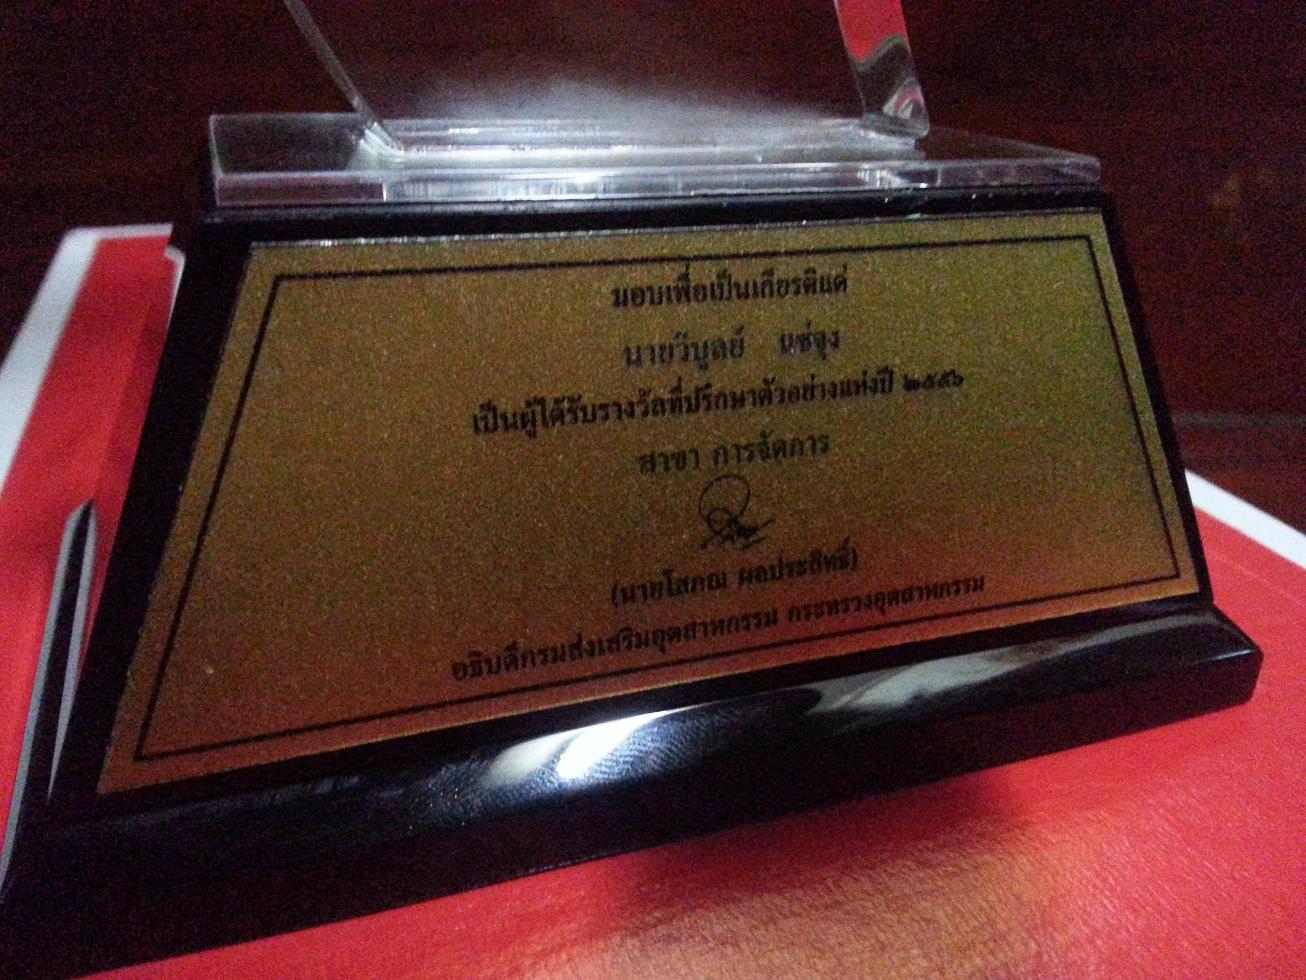 มอบเพื่อเป็นเกียรติแด่
นายวิบูลย์ แซ่จุง
เป็นผู้ได้รับรางวัลที่ปรึกษาตัวอย่างแห่งปี ๒๕๕๖
สาขา การจัดการ
(นายโสภณ ผลประสิทธิ์)
อธิบดีกรมส่งเสริมอุตสาหกรรม กระทรวงอุตสาหกรรม